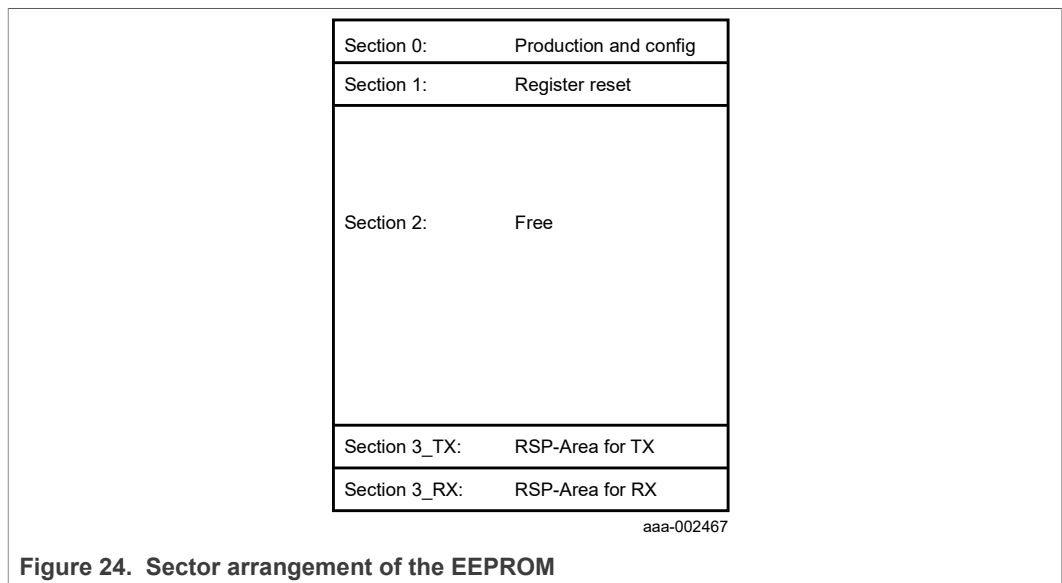 Section 0: Production and config
Section 1: Register reset
Section 2: Free
Section 3_TX: RSP-Area for TX
Section 3_RX: RSP-Area for RX
aaa-002467
Figure 24. Sector arrangement of the EEPROM